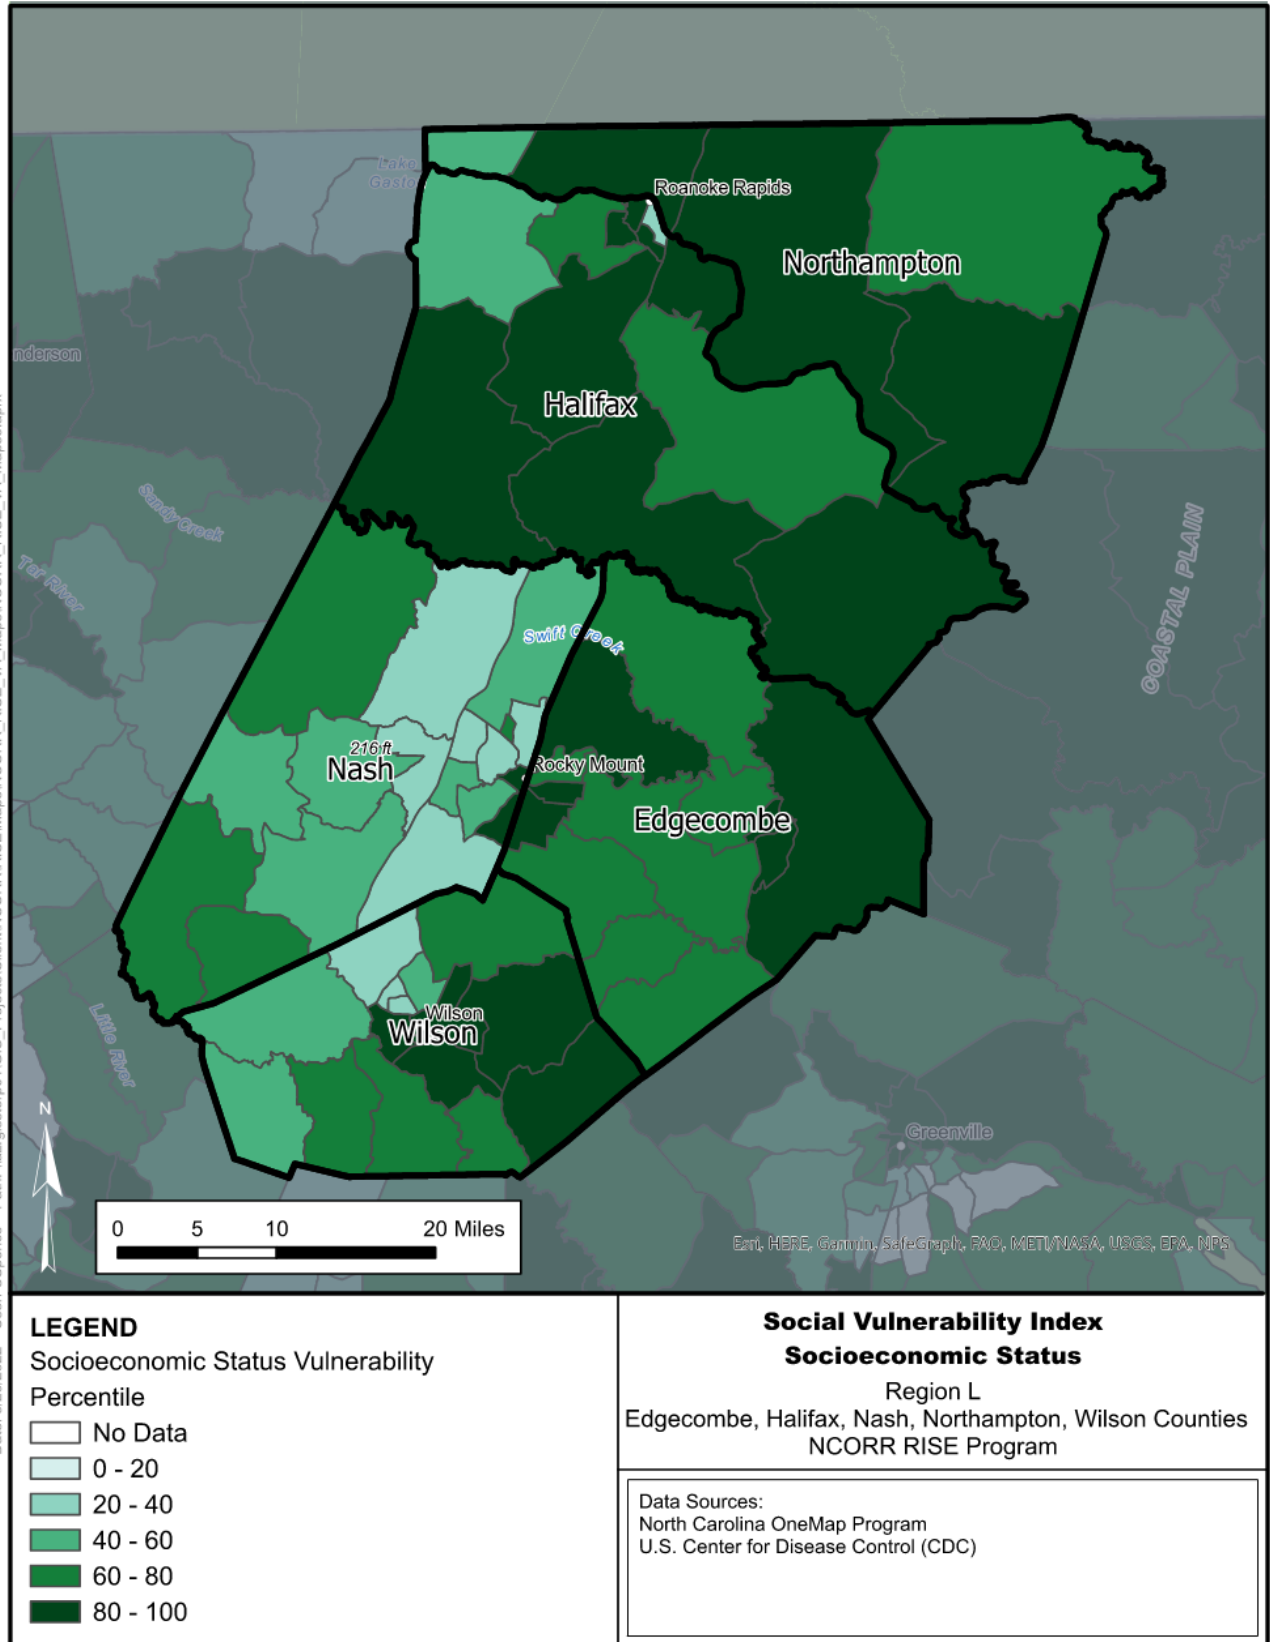 Lake
Gasto
Roanoke Rapids
Northampton
nderson
Halifax
Sandy Creek
COASTAL PLAIN
Tar River
Swift Creek
216 ft
Nash
Rocky Mount
Edgecombe
Little River
Wilson
Wilson
N
Greenville
0 5 10 20 Miles
Esri, HERE, Garmin, SafeGraph, FAO, METI/NASA, USGS, EPA, NPS
LEGEND
Socioeconomic Status Vulnerability
Percentile
No Data
0 - 20
20 - 40
40 - 60
60 - 80
80 - 100
Social Vulnerability Index
Socioeconomic Status
Region L
Edgecombe, Halifax, Nash, Northampton, Wilson Counties
NCORR RISE Program
Data Sources:
North Carolina OneMap Program
U.S. Center for Disease Control (CDC)